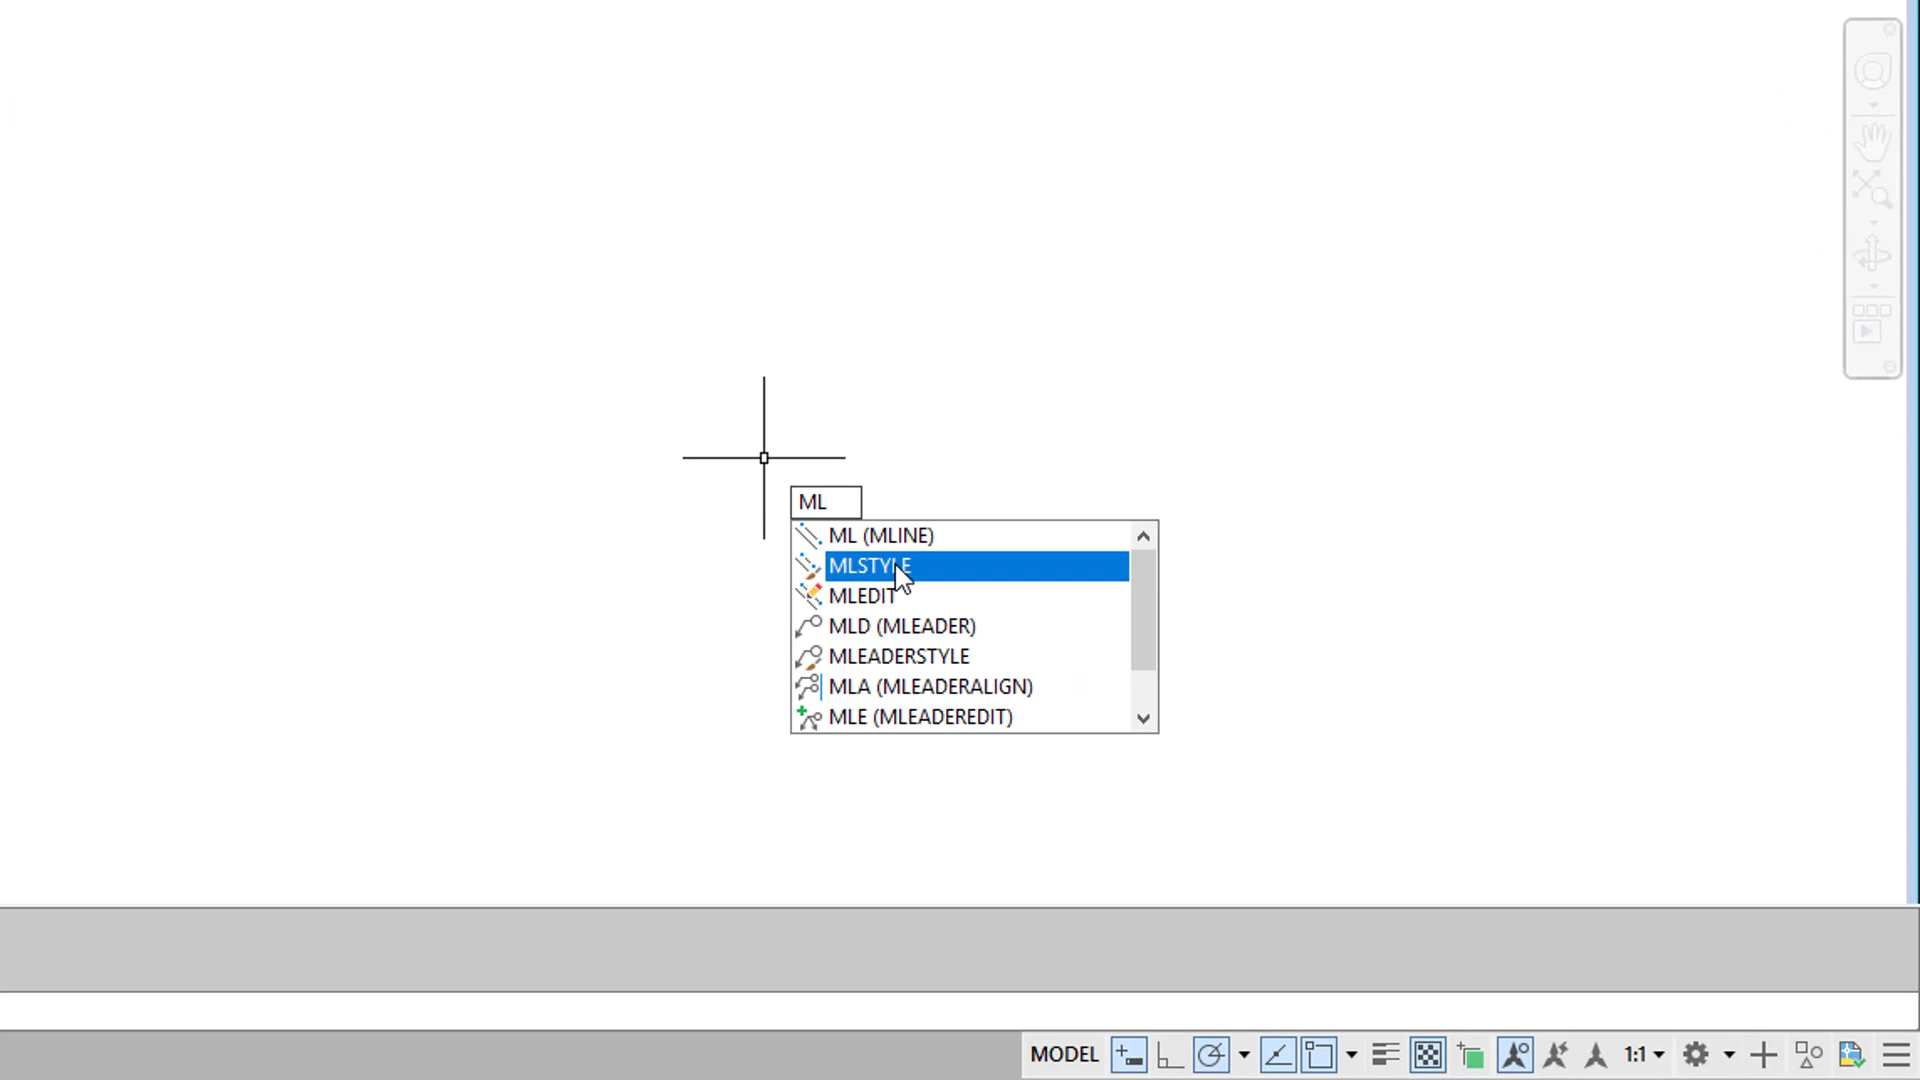 ML
ML (MLINE)
MLSTYLE
MLEDIT
MLD (MLEADER)
MLEADERSTYLE
MLA (MLEADERALIGN)
MLE (MLEADEREDIT)
MODEL
1:1